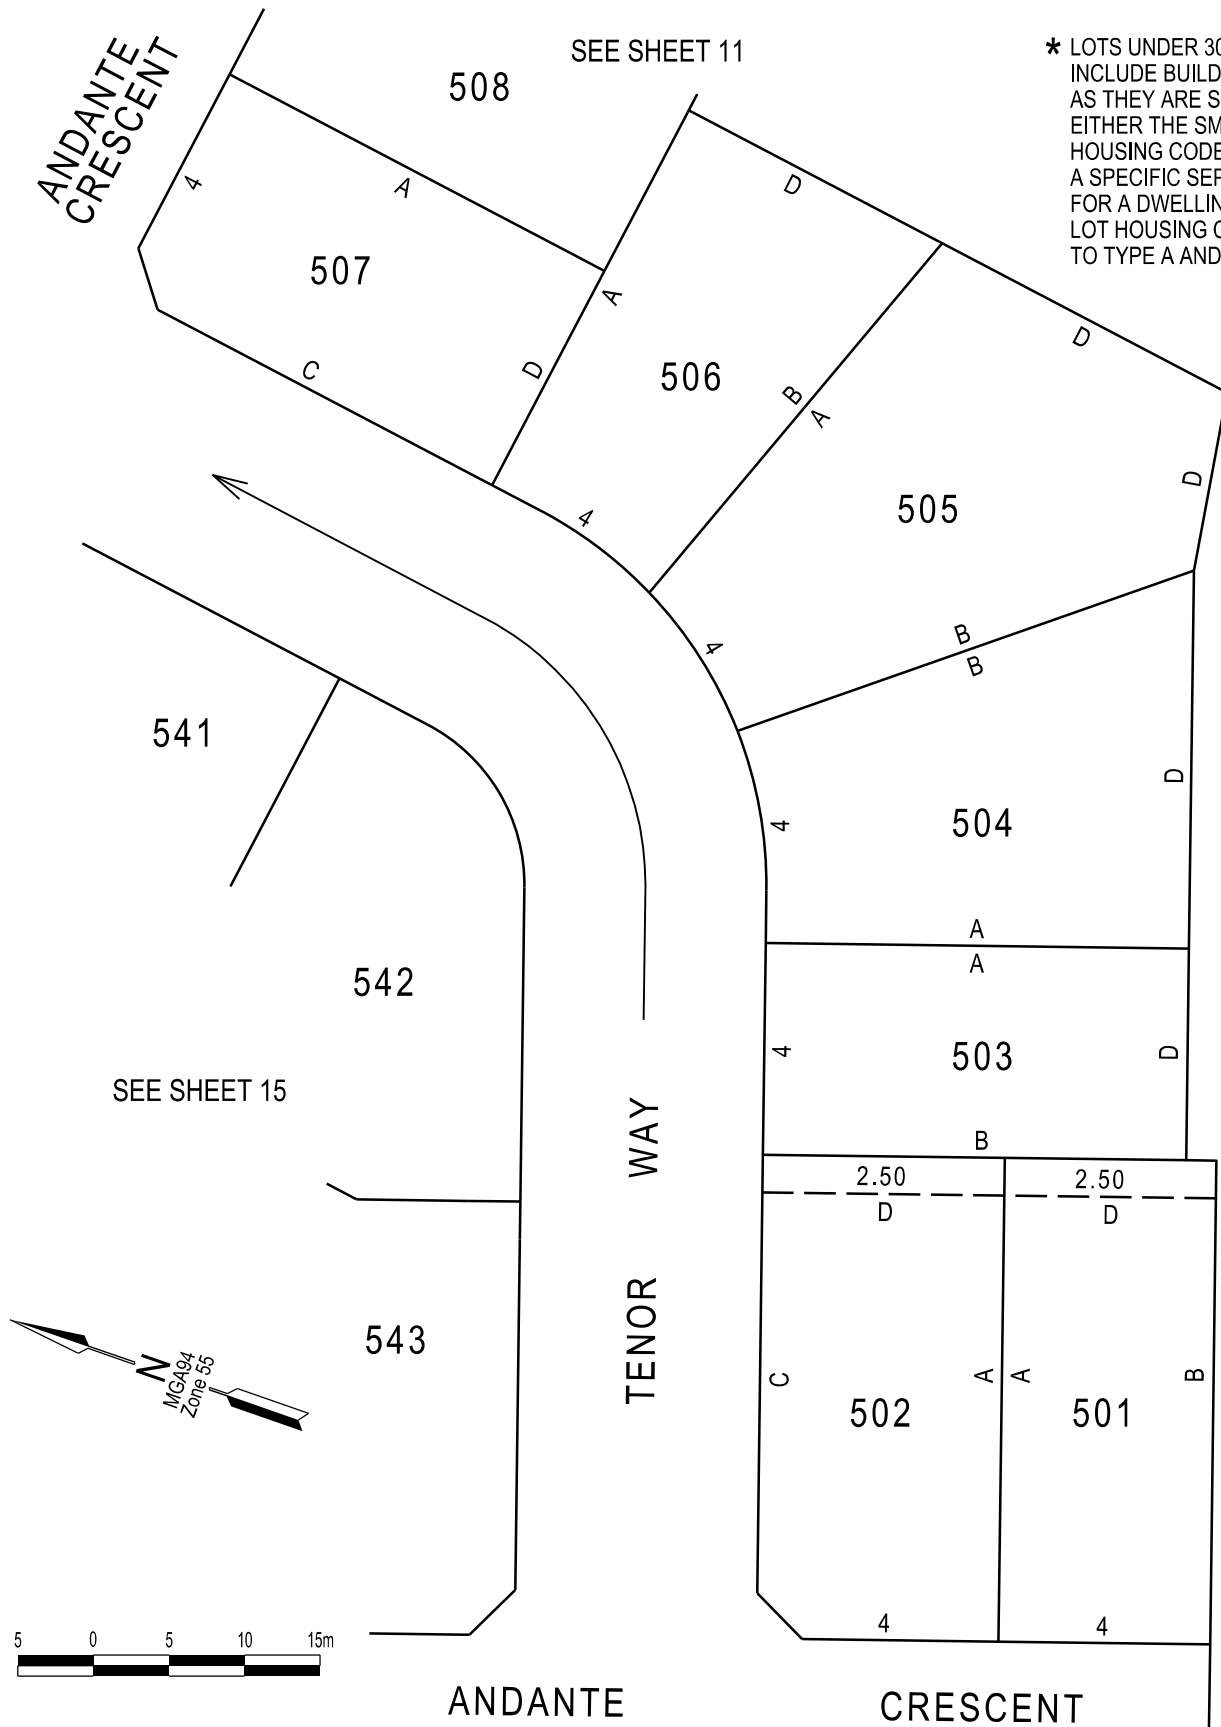 ANDANTE
CRESCENT
SEE SHEET 11
* LOTS UNDER 30
INCLUDE BUILD
AS THEY ARE S
EITHER THE SM
HOUSING CODE
A SPECIFIC SE
FOR A DWELLIN
LOT HOUSING
TO TYPE A AND
508
4
A
D
507
A
506
C
D
B
A
D
4
505
D
4
B
B
541
D
4
504
A
A
542
4
503
D
SEE SHEET 15
TENOR WAY
B
2.50
2.50
D
D
543
N
MGA94
Zone 55
C
A
A
B
502
501
4
4
5 0 5 10 15m
ANDANTE CRESCENT